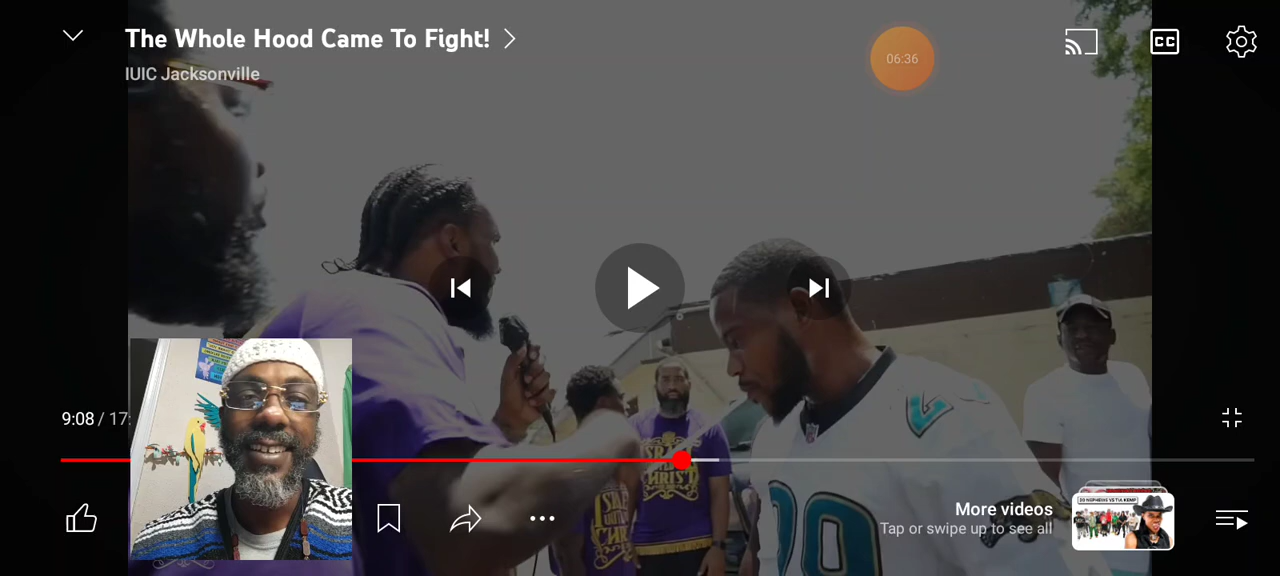 The Whole Hood Came To Fight!
IUIC Jacksonville
06:36
CC
9:08 / 17:
More videos
Tap or swipe up to see all